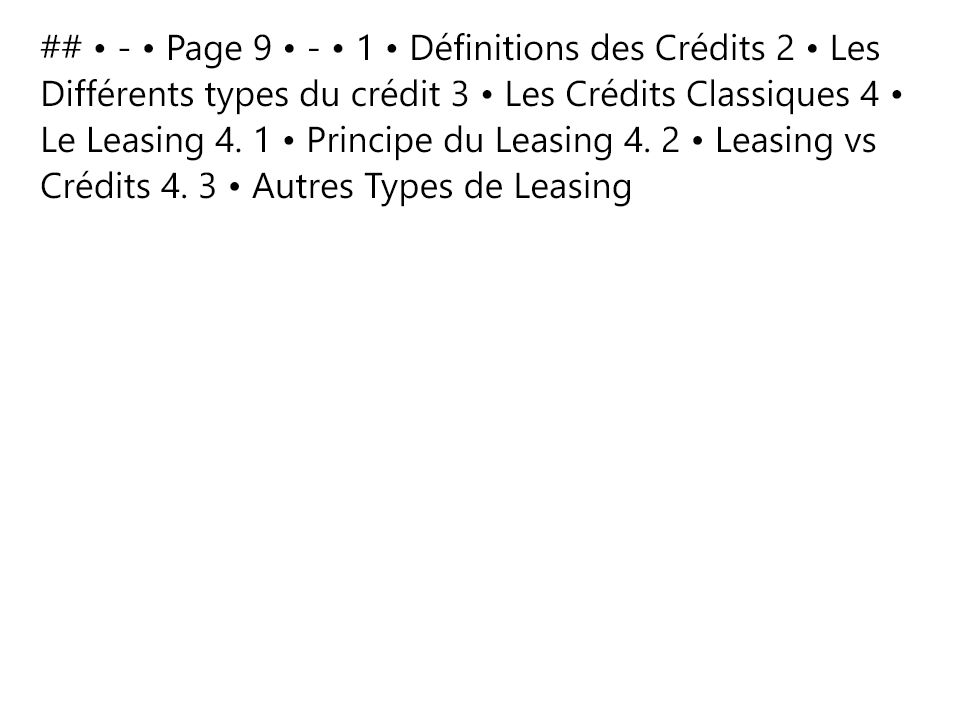 ## • - • Page 9 • - • 1 • Définitions des Crédits 2 • Les
Différents types du crédit 3 • Les Crédits Classiques 4 •
Le Leasing 4. 1 • Principe du Leasing 4. 2 • Leasing vs
Crédits 4. 3 • Autres Types de Leasing